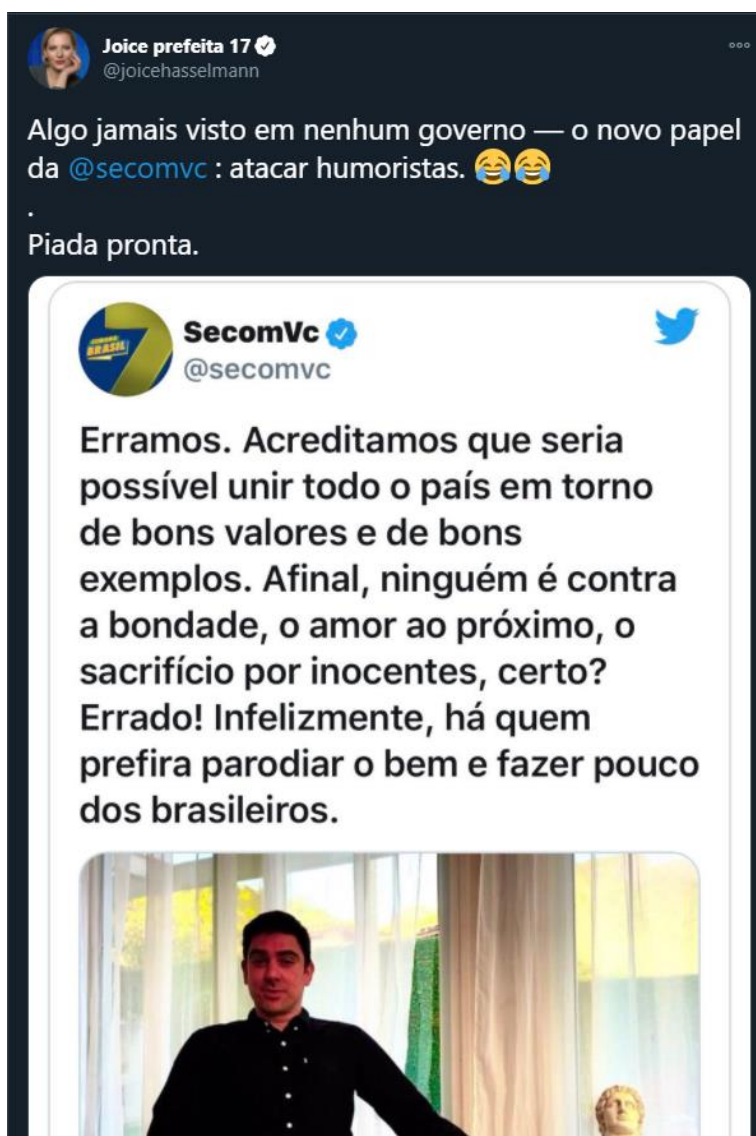 Joice prefeita 17
@joicehasselmann
Algo jamais visto em nenhum governo — o novo papel
da @secomvc : atacar humoristas. 😂😂
.
Piada pronta.
SEMANA
BRASIL
7
SecomVc
@secomvc
Erramos. Acreditamos que seria
possível unir todo o país em torno
de bons valores e de bons
exemplos. Afinal, ninguém é contra
a bondade, o amor ao próximo, o
sacrifício por inocentes, certo?
Errado! Infelizmente, há quem
prefira parodiar o bem e fazer pouco
dos brasileiros.